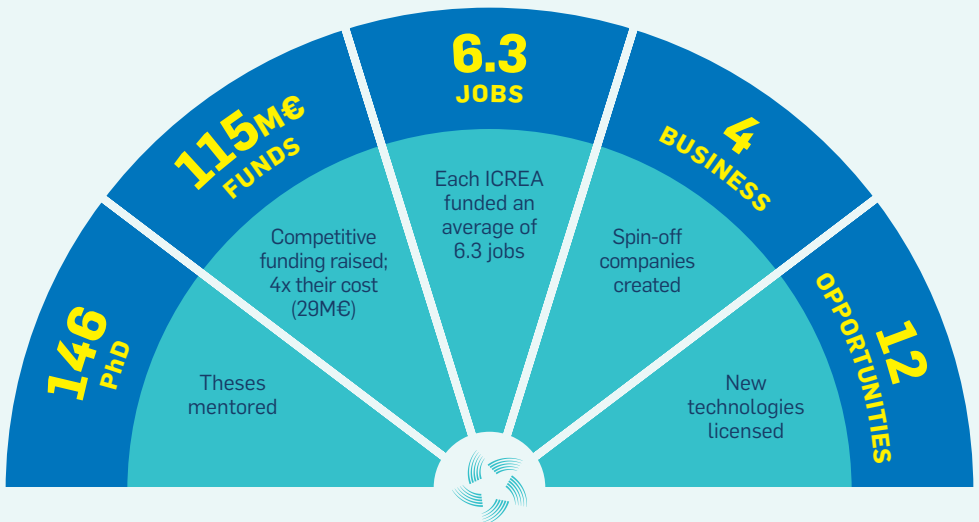 146
PhD
Theses
mentored
115M€
FUNDS
Competitive
funding raised;
4x their cost
(29M€)
6.3
JOBS
Each ICREA
funded an
average of
6.3 jobs
4
BUSINESS
Spin-off
companies
created
12
OPPORTUNITIES
New
technologies
licensed